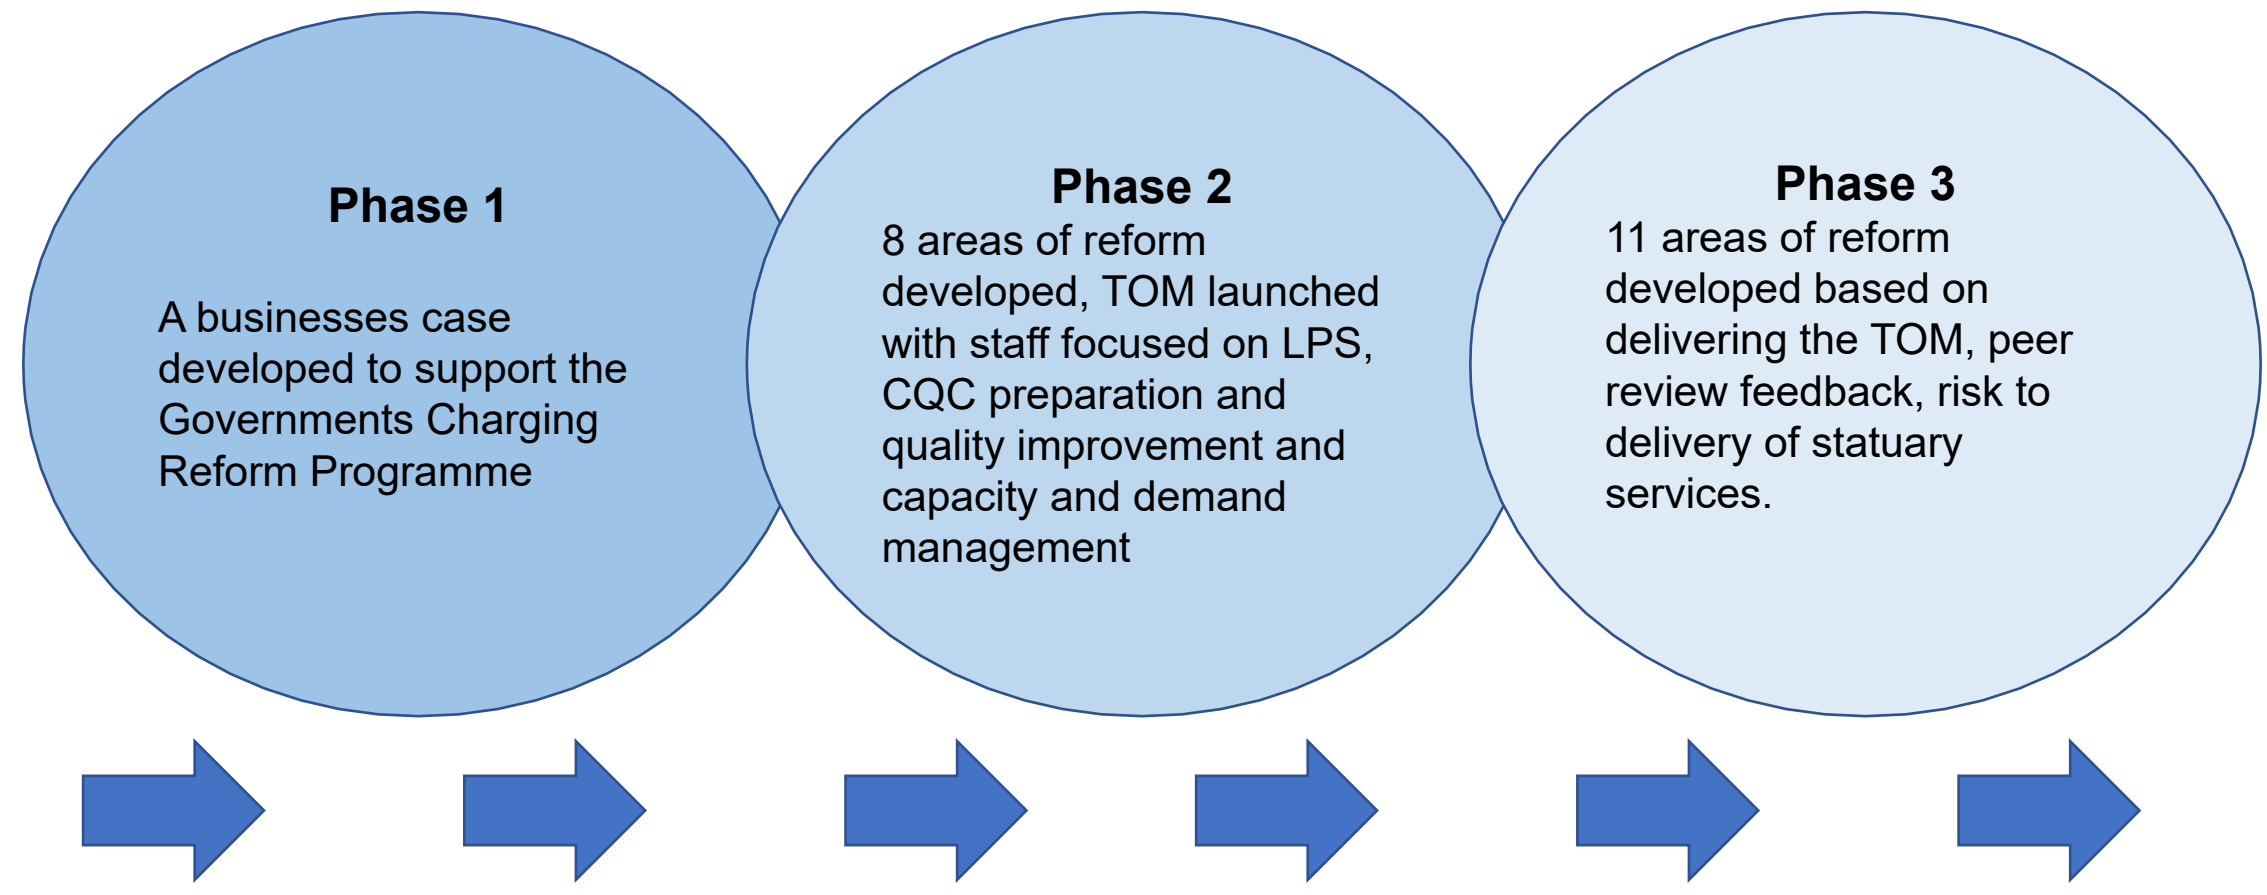 Phase 1
A businesses case
developed to support the
Governments Charging
Reform Programme
Phase 2
8 areas of reform
developed, TOM launched
with staff focused on LPS,
CQC preparation and
quality improvement and
capacity and demand
management
Phase 3
11 areas of reform
developed based on
delivering the TOM, peer
review feedback, risk to
delivery of statuary
services.